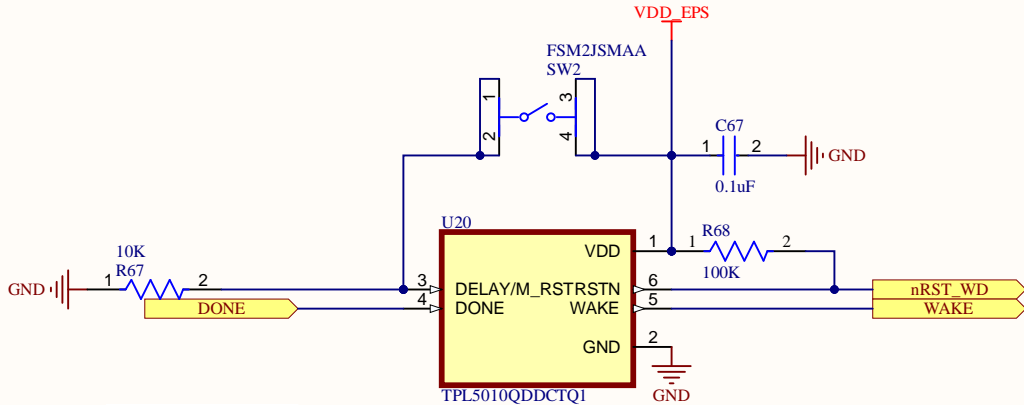 VDD_EPS
FSM2JSMAA
SW2
1
2
3
4
C67
1
2
GND
0.1uF
U20
10K
R67
1
2
GND
DONE
VDD
1
R68
1
2
100K
3
DELAY/M_RST
RSTN
6
nRST_WD
4
DONE
WAKE
5
WAKE
GND
2
GND
TPL5010QDDCTQ1